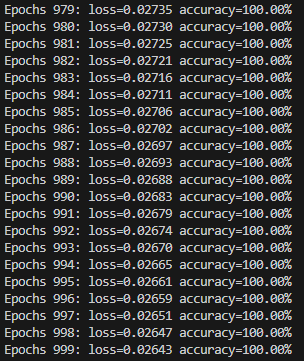 Epochs 979: loss=0.02735 accuracy=100.00%
Epochs 980: loss=0.02730 accuracy=100.00%
Epochs 981: loss=0.02725 accuracy=100.00%
Epochs 982: loss=0.02721 accuracy=100.00%
Epochs 983: loss=0.02716 accuracy=100.00%
Epochs 984: loss=0.02711 accuracy=100.00%
Epochs 985: loss=0.02706 accuracy=100.00%
Epochs 986: loss=0.02702 accuracy=100.00%
Epochs 987: loss=0.02697 accuracy=100.00%
Epochs 988: loss=0.02693 accuracy=100.00%
Epochs 989: loss=0.02688 accuracy=100.00%
Epochs 990: loss=0.02683 accuracy=100.00%
Epochs 991: loss=0.02679 accuracy=100.00%
Epochs 992: loss=0.02674 accuracy=100.00%
Epochs 993: loss=0.02670 accuracy=100.00%
Epochs 994: loss=0.02665 accuracy=100.00%
Epochs 995: loss=0.02661 accuracy=100.00%
Epochs 996: loss=0.02659 accuracy=100.00%
Epochs 997: loss=0.02651 accuracy=100.00%
Epochs 998: loss=0.02647 accuracy=100.00%
Epochs 999: loss=0.02643 accuracy=100.00%